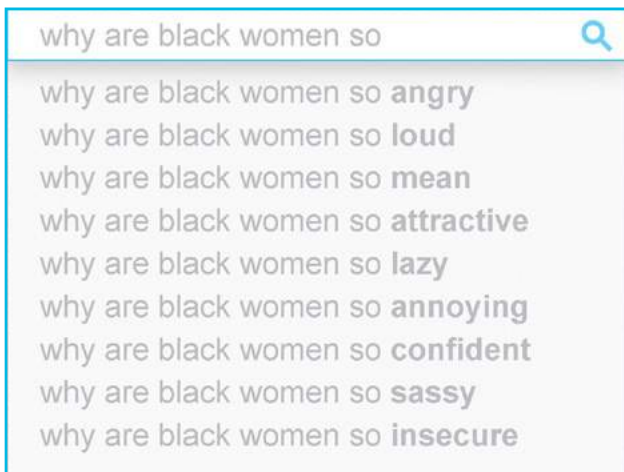 why are black women so
why are black women so angry
why are black women so loud
why are black women so mean
why are black women so attractive
why are black women so lazy
why are black women so annoying
why are black women so confident
why are black women so sassy
why are black women so insecure